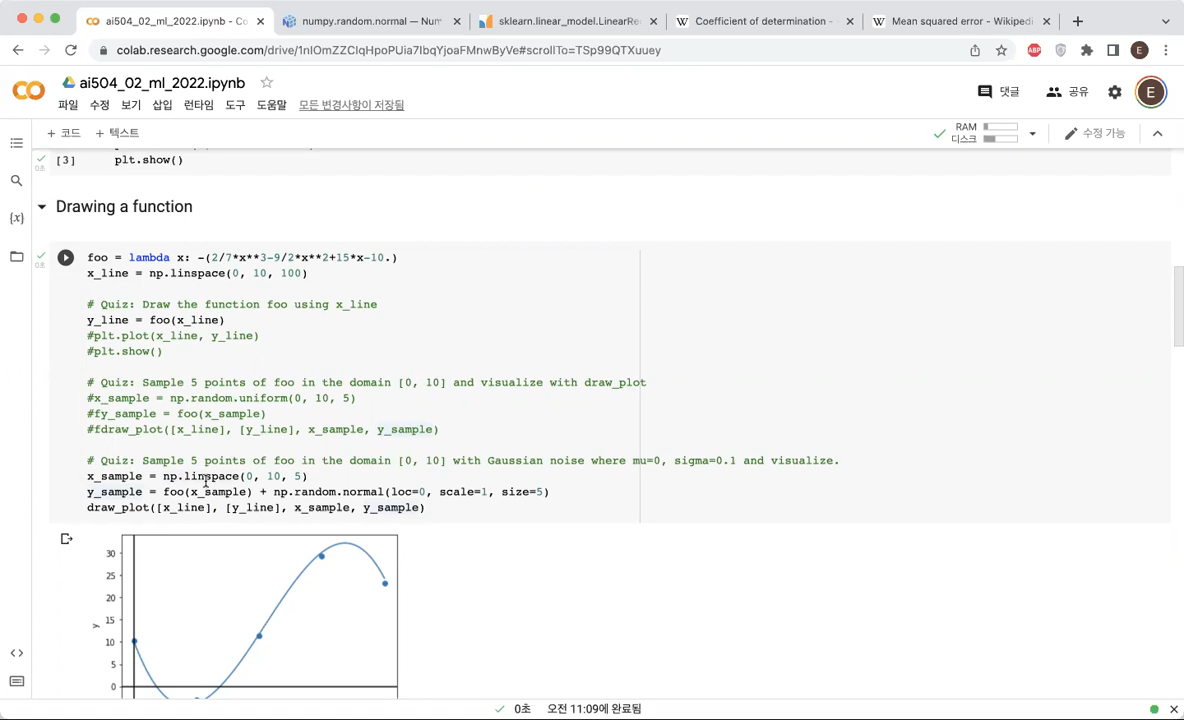 ai504_02_ml_2022.ipynb - Co
numpy.random.normal — Num
sklearn.linear_model.LinearRe
Coefficient of determination -
Mean squared error - Wikipedi
colab.research.google.com/drive/1nIOmZZCIqHpoPUia7IbqYjoaFMnwByVe#scrollTo=TSp99QTXuuey
ABP
E
ai504_02_ml_2022.ipynb
파일 수정 보기 삽입 런타임 도구 도움말 모든 변경사항이 저장됨
댓글
공유
E
+ 코드 + 텍스트
RAM
디스크
수정 가능
[3] plt.show()
0초
Drawing a function
0초
foo = lambda x: -(2/7*x**3-9/2*x**2+15*x-10.)
x_line = np.linspace(0, 10, 100)
# Quiz: Draw the function foo using x_line
y_line = foo(x_line)
#plt.plot(x_line, y_line)
#plt.show()
# Quiz: Sample 5 points of foo in the domain [0, 10] and visualize with draw_plot
#x_sample = np.random.uniform(0, 10, 5)
#fy_sample = foo(x_sample)
#fdraw_plot([x_line], [y_line], x_sample, y_sample)
# Quiz: Sample 5 points of foo in the domain [0, 10] with Gaussian noise where mu=0, sigma=0.1 and visualize.
x_sample = np.linspace(0, 10, 5)
y_sample = foo(x_sample) + np.random.normal(loc=0, scale=1, size=5)
draw_plot([x_line], [y_line], x_sample, y_sample)
30
25
20
15
10
5
0
y
0초 오전 11:09에 완료됨